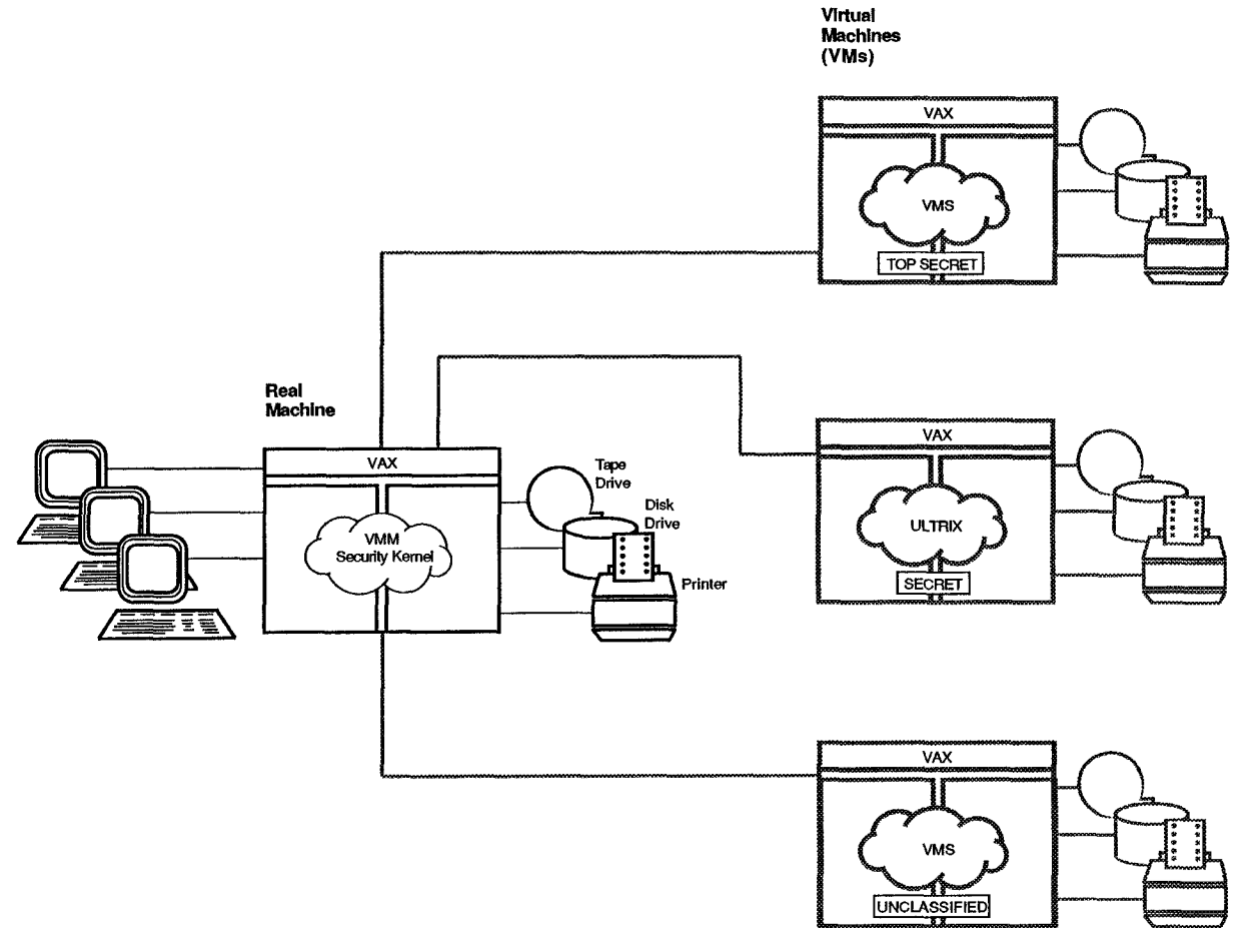 Virtual
Machines
(VMs)
VAX
VMS
TOP SECRET
Real
Machine
VAX
VMM
Security Kernel
Tape
Drive
Disk
Drive
Printer
VAX
ULTRIX
SECRET
VAX
VMS
UNCLASSIFIED